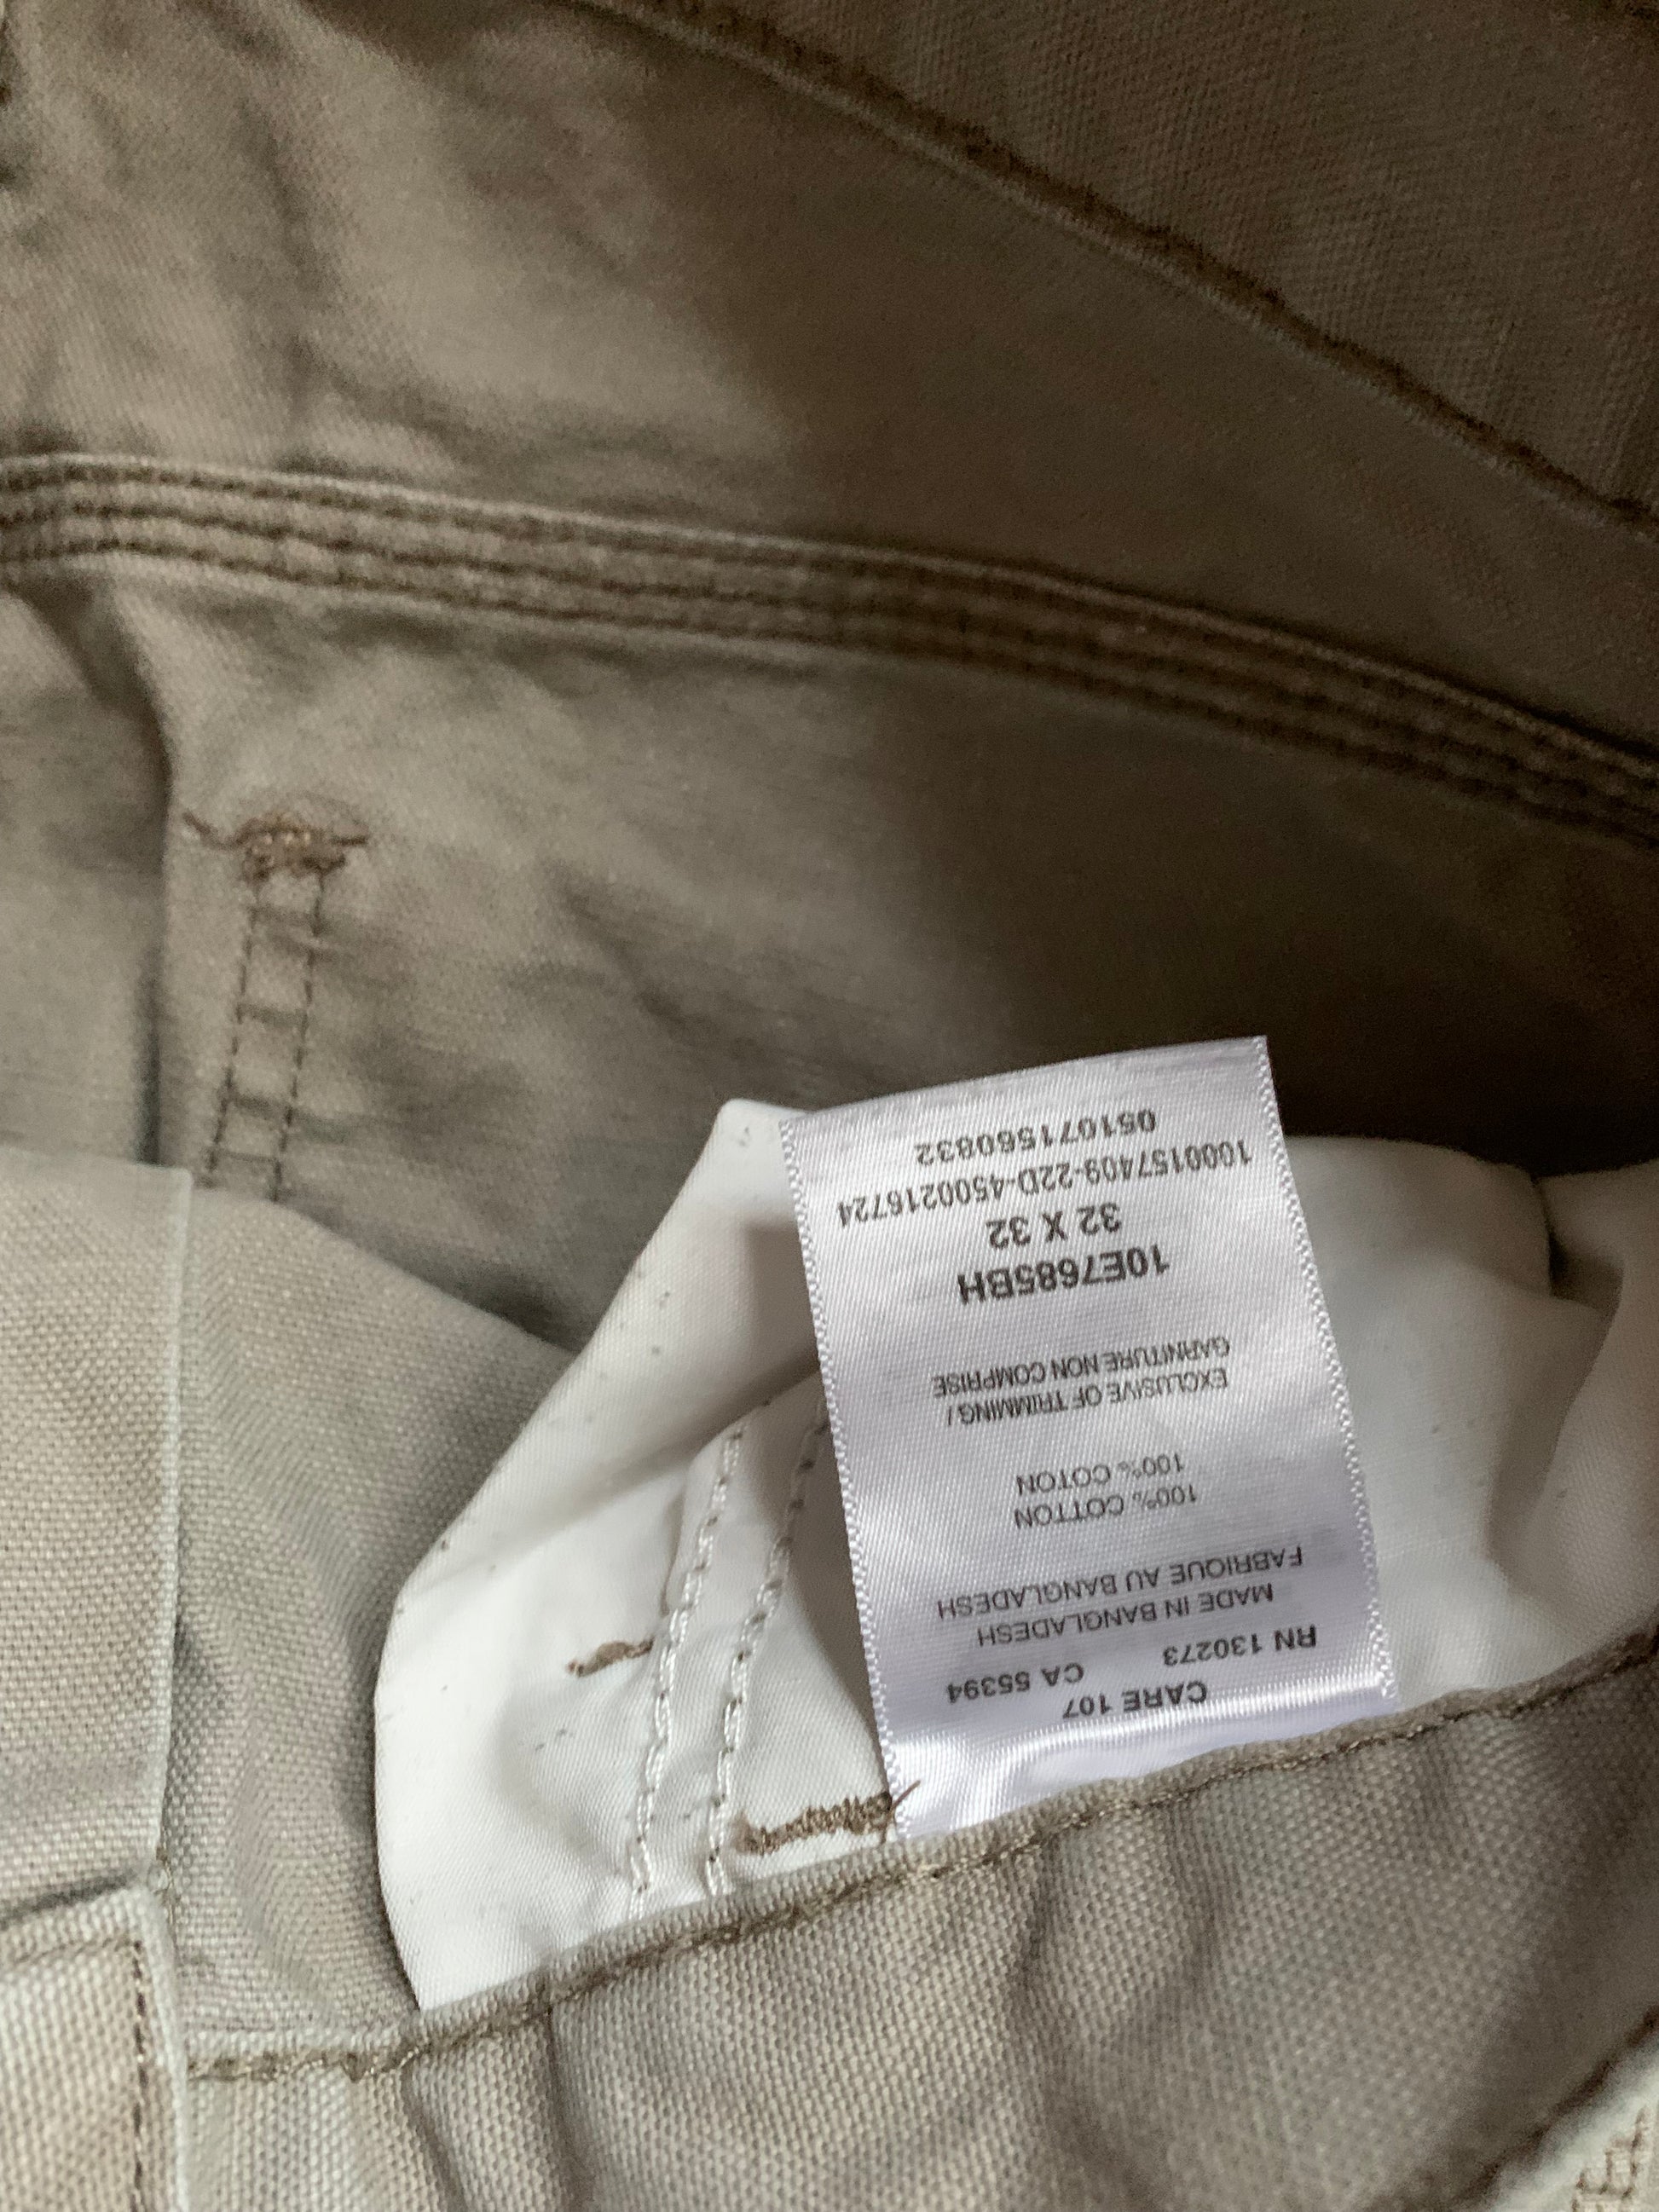 CARE 107
RN 130273 CA 55394
MADE IN BANGLADESH
FABRIQUE AU BANGLADESH
100% COTTON
100% COTON
EXCLUSIVE OF TRIMMING /
GARNITURE NON COMPRISE
10E7685BH
32 X 32
1000157409-22D-4500216724
051071560832